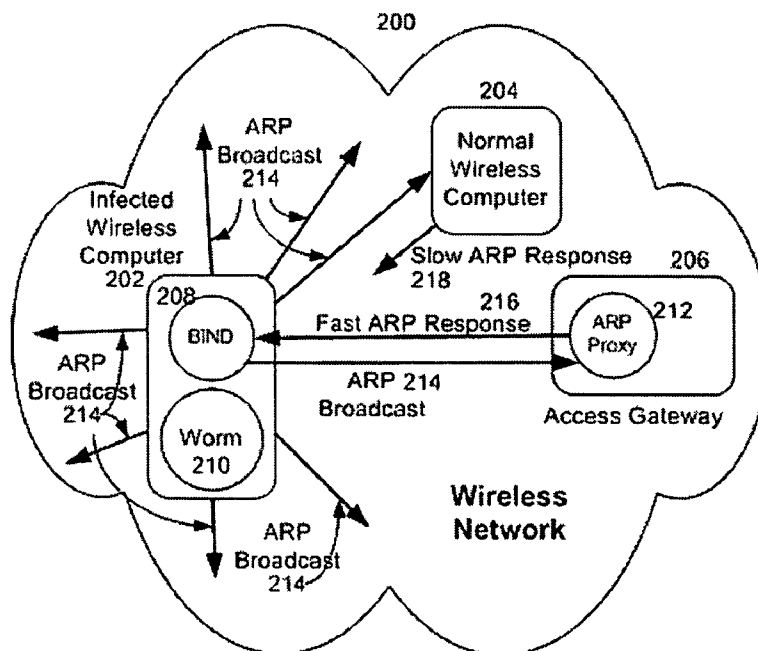 200
204
Normal
Wireless
Computer
ARP
Broadcast
214
Infected
Wireless
Computer
202
Slow ARP Response
218
206
208
BIND
216
Fast ARP Response
ARP
Proxy
212
ARP
Broadcast
214
ARP 214
Broadcast
Access Gateway
Worm
210
Wireless
Network
ARP
Broadcast
214